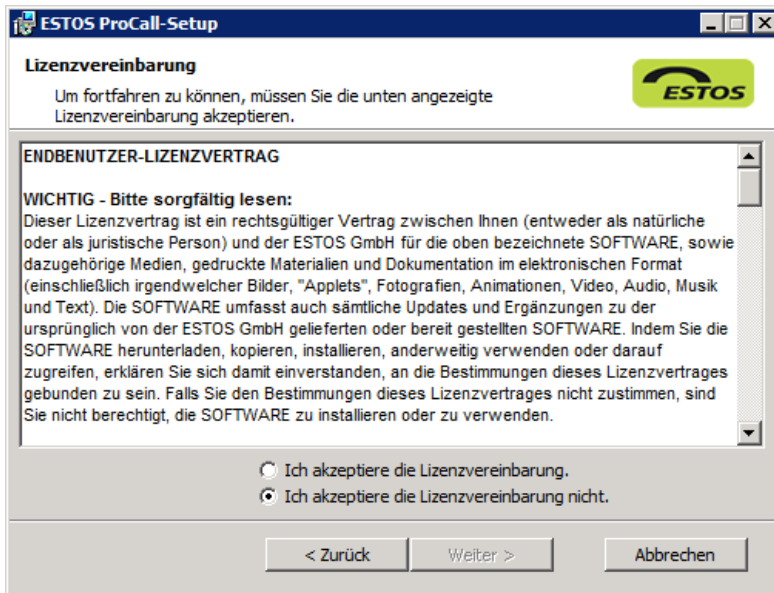 ESTOS ProCall-Setup
Lizenzvereinbarung
Um fortfahren zu können, müssen Sie die unten angezeigte
Lizenzvereinbarung akzeptieren.
ESTOS
ENDBENUTZER-LIZENZVERTRAG
WICHTIG - Bitte sorgfältig lesen:
Dieser Lizenzvertrag ist ein rechtsgültiger Vertrag zwischen Ihnen (entweder als natürliche
oder als juristische Person) und der ESTOS GmbH für die oben bezeichnete SOFTWARE, sowie
dazugehörige Medien, gedruckte Materialien und Dokumentation im elektronischen Format
(einschließlich irgendwelcher Bilder, "Applets", Fotografien, Animationen, Video, Audio, Musik
und Text). Die SOFTWARE umfasst auch sämtliche Updates und Ergänzungen zu der
ursprünglich von der ESTOS GmbH gelieferten oder bereit gestellten SOFTWARE. Indem Sie die
SOFTWARE herunterladen, kopieren, installieren, anderweitig verwenden oder darauf
zugreifen, erklären Sie sich damit einverstanden, an die Bestimmungen dieses Lizenzvertrages
gebunden zu sein. Falls Sie den Bestimmungen dieses Lizenzvertrages nicht zustimmen, sind
Sie nicht berechtigt, die SOFTWARE zu installieren oder zu verwenden.
Ich akzeptiere die Lizenzvereinbarung.
Ich akzeptiere die Lizenzvereinbarung nicht.
< Zurück Weiter > Abbrechen